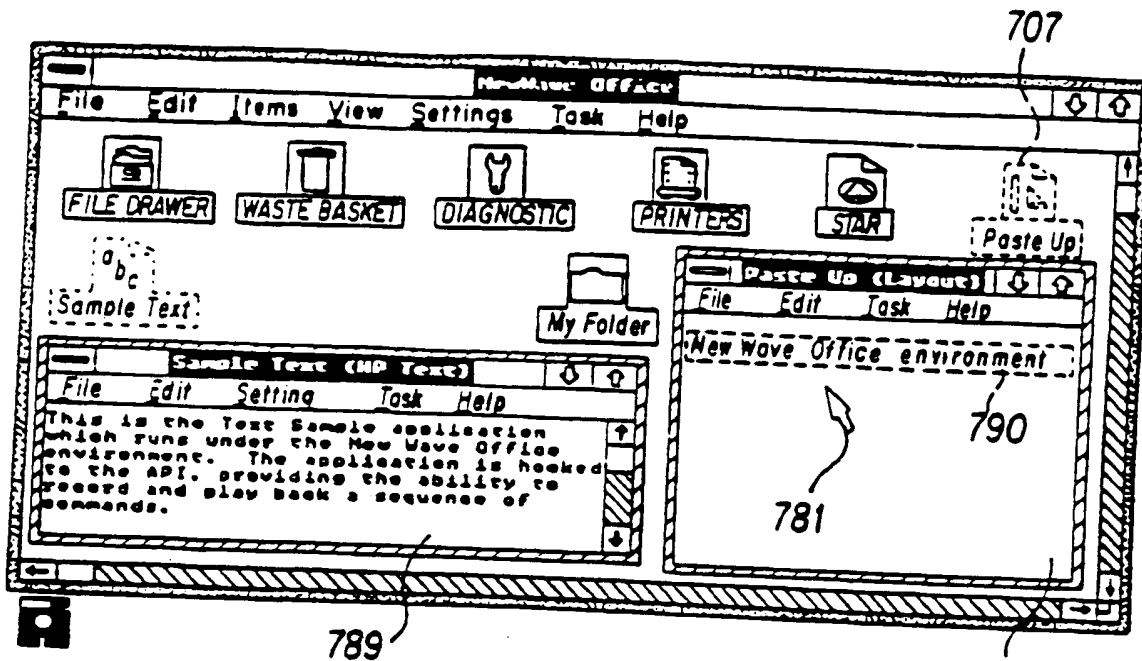 707
NewWave Office
File Edit Items View Settings Task Help
FILE DRAWER WASTE BASKET DIAGNOSTIC PRINTERS STAR Paste Up
abc
Sample Text
My Folder
Paste Up (Layout)
File Edit Task Help
New Wave Office environment
790
781
Sample Text (HP Text)
File Edit Setting Task Help
This is the Text Sample application
which runs under the New Wave Office
environment. The application is hooked
to the API, providing the ability to
record and play back a sequence of
commands.
789